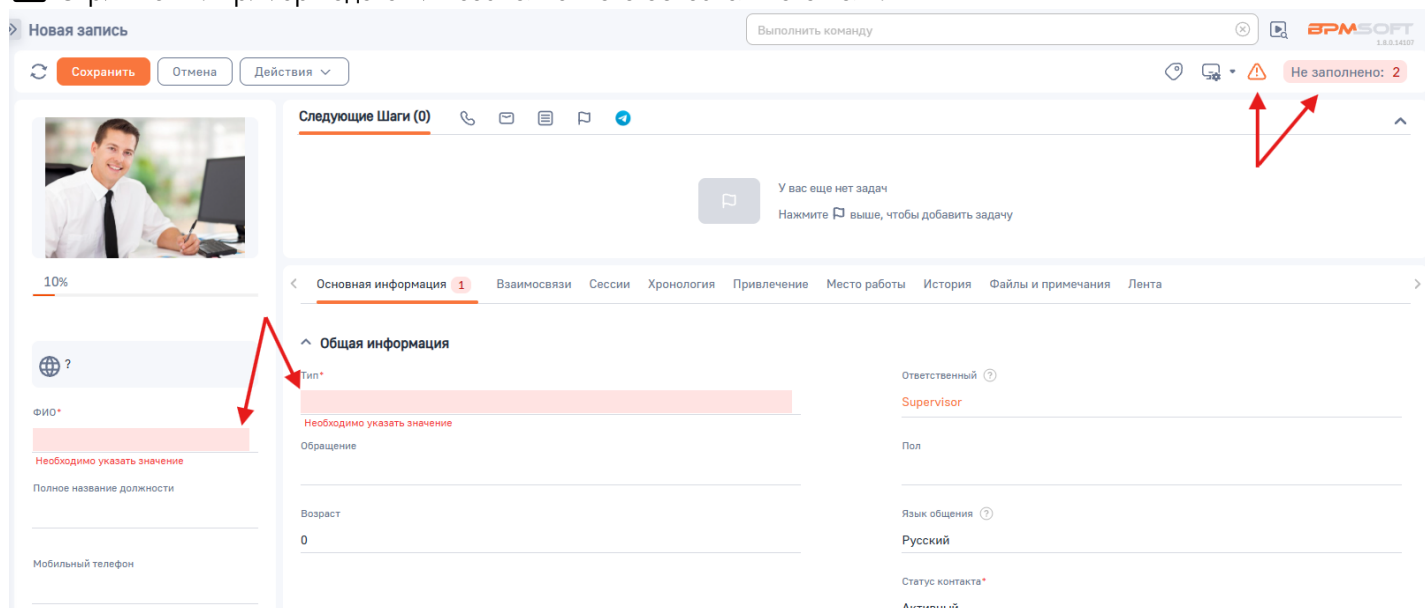 Новая запись
Выполнить команду
BPMSOFT
1.8.0.14107
Сохранить
Отмена
Действия
Не заполнено: 2
Следующие Шаги (0)
У вас еще нет задач
Нажмите выше, чтобы добавить задачу
10%
Основная информация 1 Взаимосвязи Сессии Хронология Привлечение Место работы История Файлы и примечания Лента
Общая информация
?
Тип*
Ответственный ?
Supervisor
ФИО*
Необходимо указать значение
Необходимо указать значение
Обращение
Пол
Полное название должности
Возраст
Язык общения ?
0
Русский
Мобильный телефон
Статус контакта*
Активный